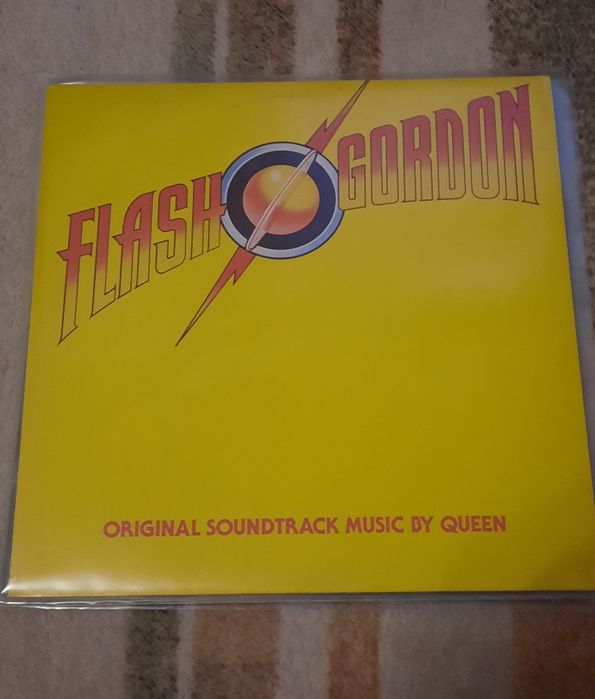 FLASH GORDON
ORIGINAL SOUNDTRACK MUSIC BY QUEEN